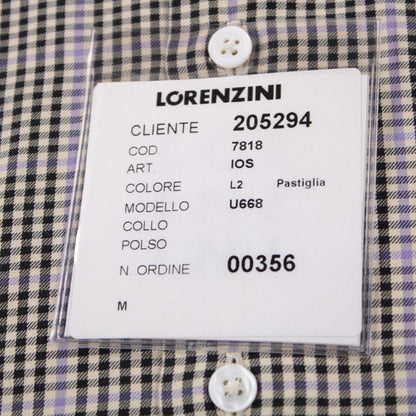 LORENZINI
CLIENTE 205294
COD 7818
ART. IOS
COLORE L2 Pastiglia
MODELLO U668
COLLO
POLSO
N. ORDINE 00356
M